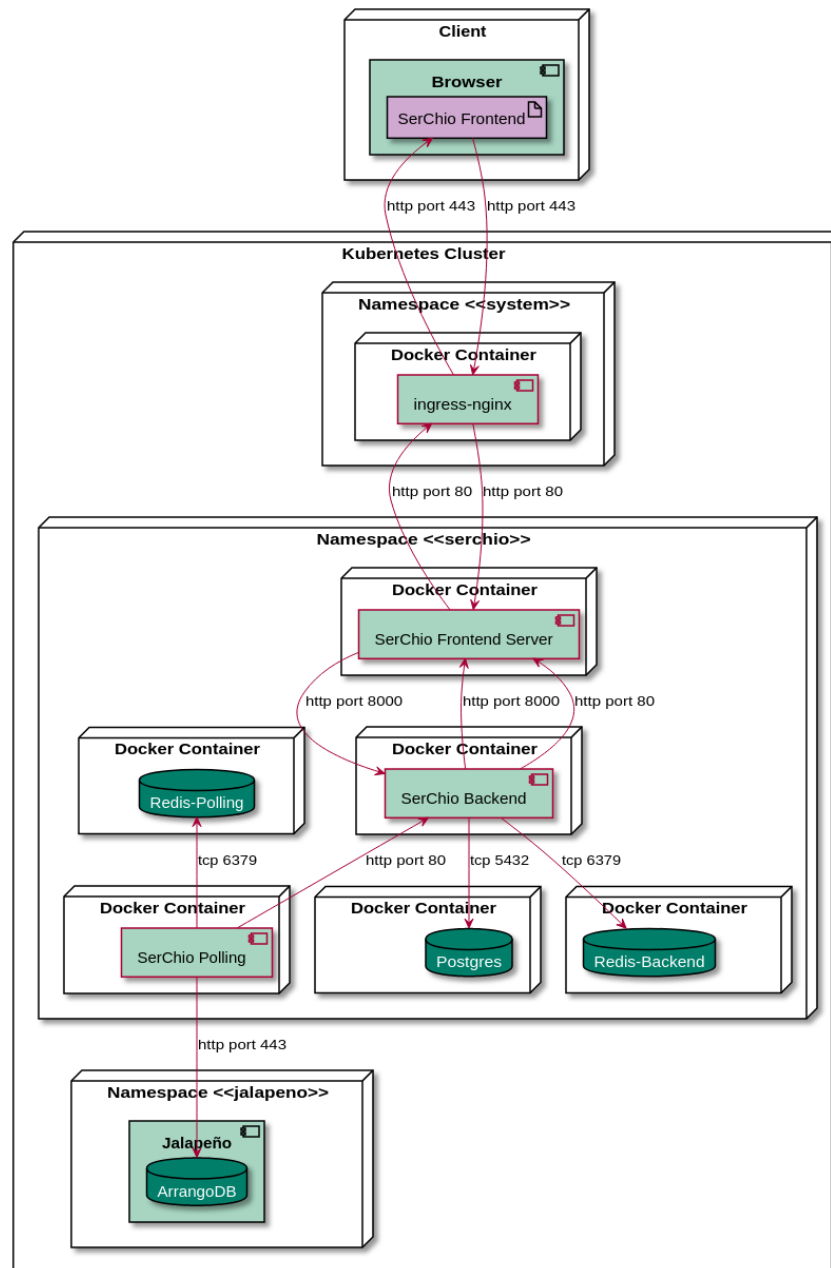 Client
Browser
SerChio Frontend
http port 443
http port 443
Kubernetes Cluster
Namespace <<system>>
Docker Container
ingress-nginx
http port 80
http port 80
Namespace <<serchio>>
Docker Container
SerChio Frontend Server
http port 8000
http port 8000
http port 80
Docker Container
Redis-Polling
Docker Container
SerChio Backend
tcp 6379
http port 80
tcp 5432
tcp 6379
Docker Container
SerChio Polling
Docker Container
Postgres
Docker Container
Redis-Backend
http port 443
Namespace <<jalapeno>>
Jalapeño
ArrangoDB